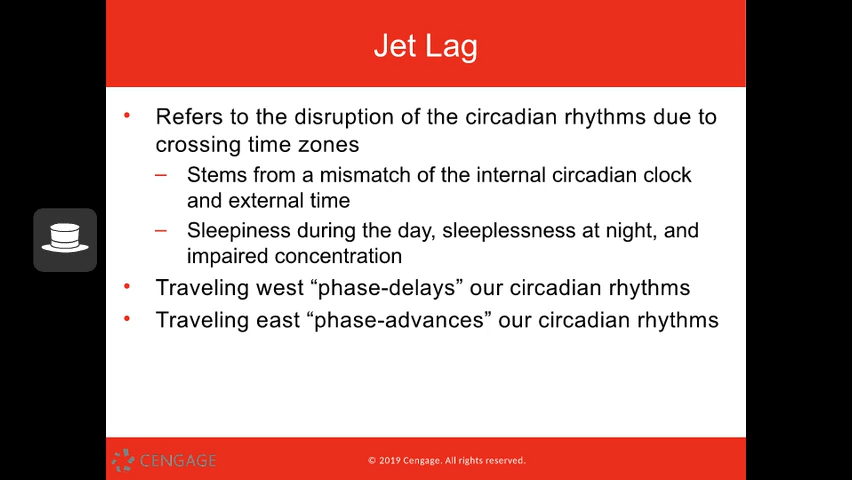 Jet Lag
• Refers to the disruption of the circadian rhythms due to
crossing time zones
– Stems from a mismatch of the internal circadian clock
and external time
– Sleepiness during the day, sleeplessness at night, and
impaired concentration
• Traveling west “phase-delays” our circadian rhythms
• Traveling east “phase-advances” our circadian rhythms
CENGAGE
© 2019 Cengage. All rights reserved.